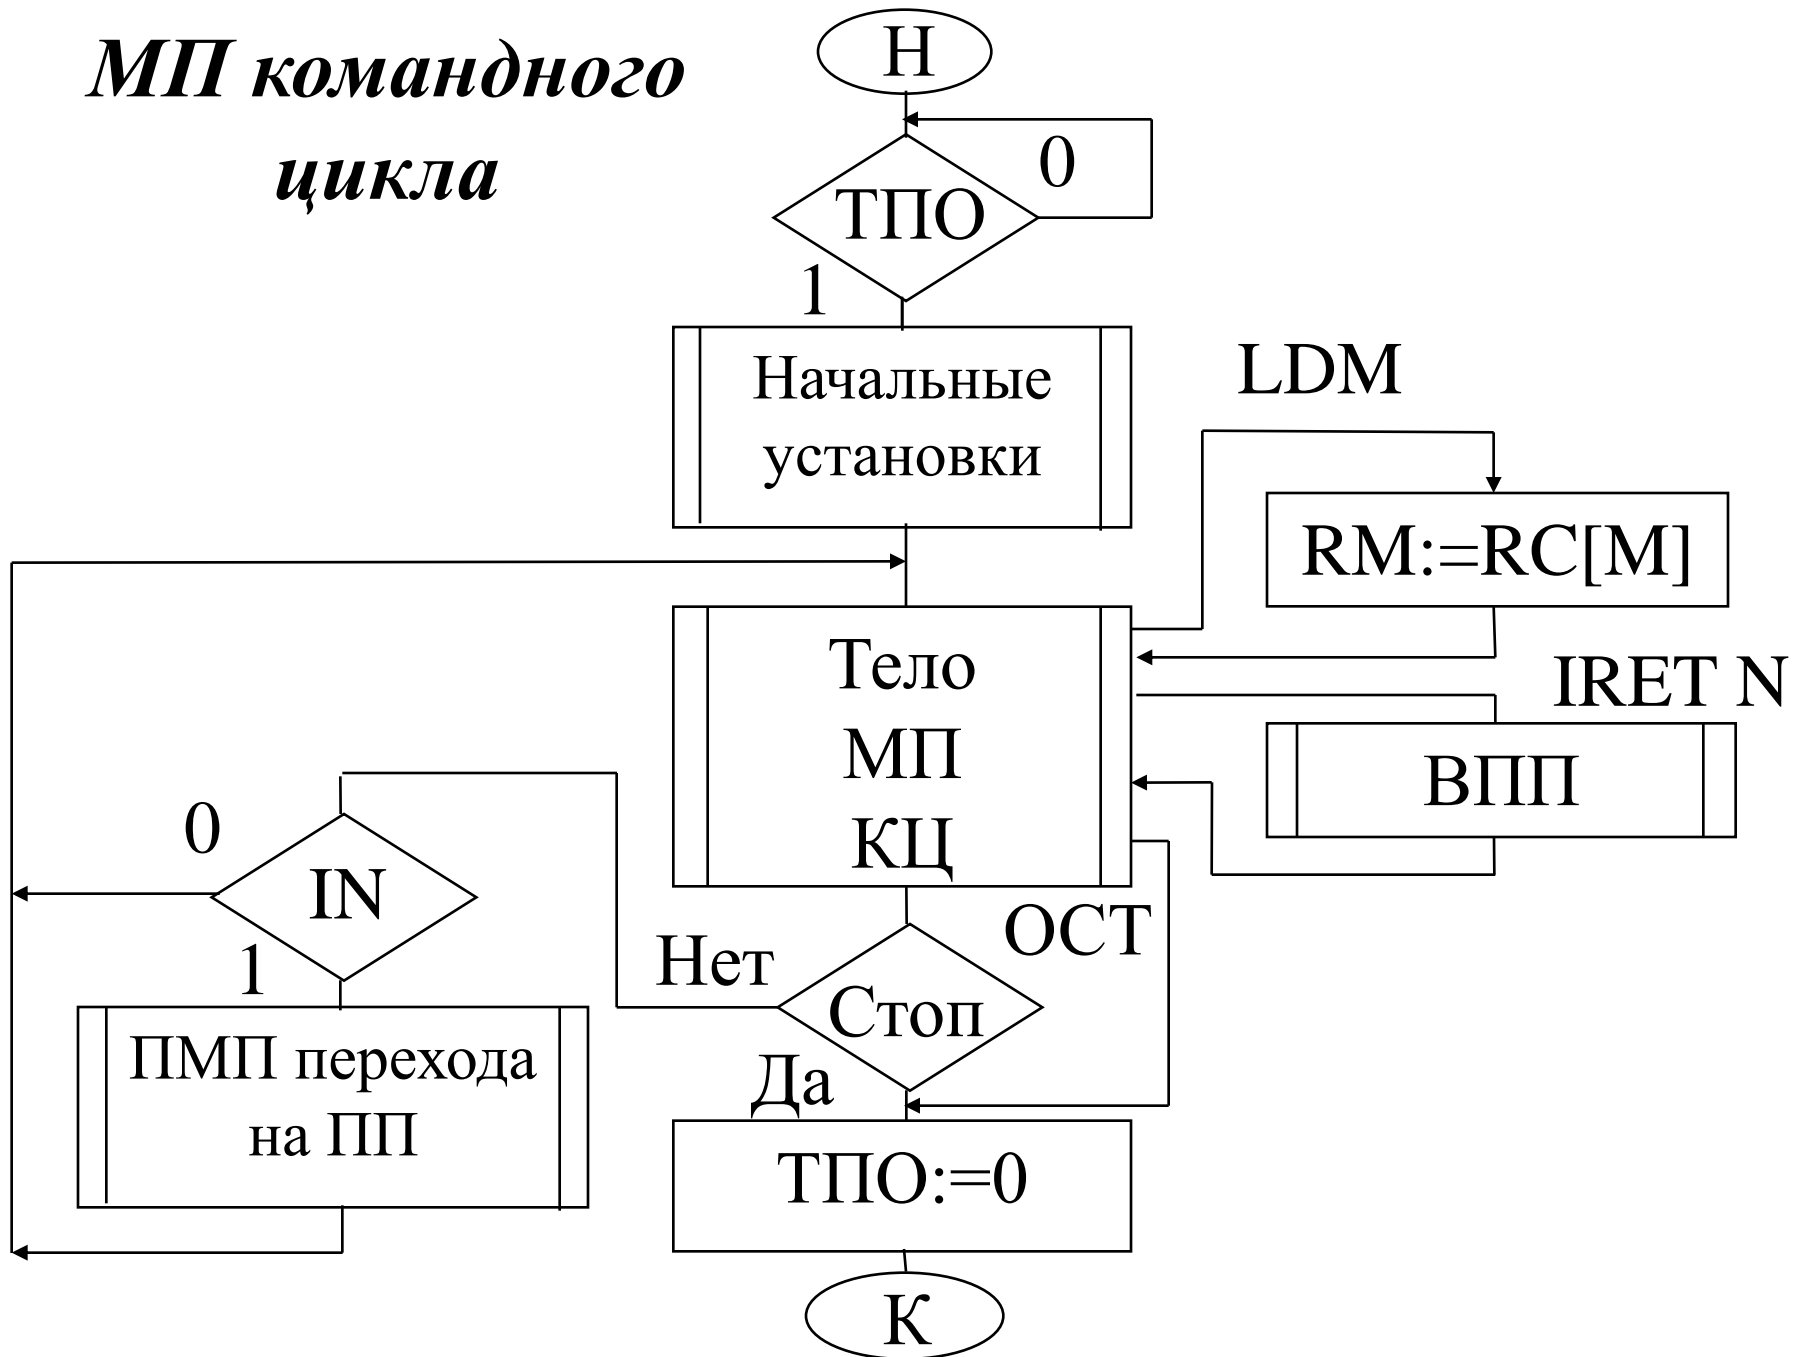 МП командного
цикла
Н
0
ТПО
1
Начальные
установки
LDM
RM:=RC[M]
Тело
МП
КЦ
IRET N
ВПП
0
IN
1
ОСТ
Нет
Стоп
Да
ПМП перехода
на ПП
ТПО:=0
К